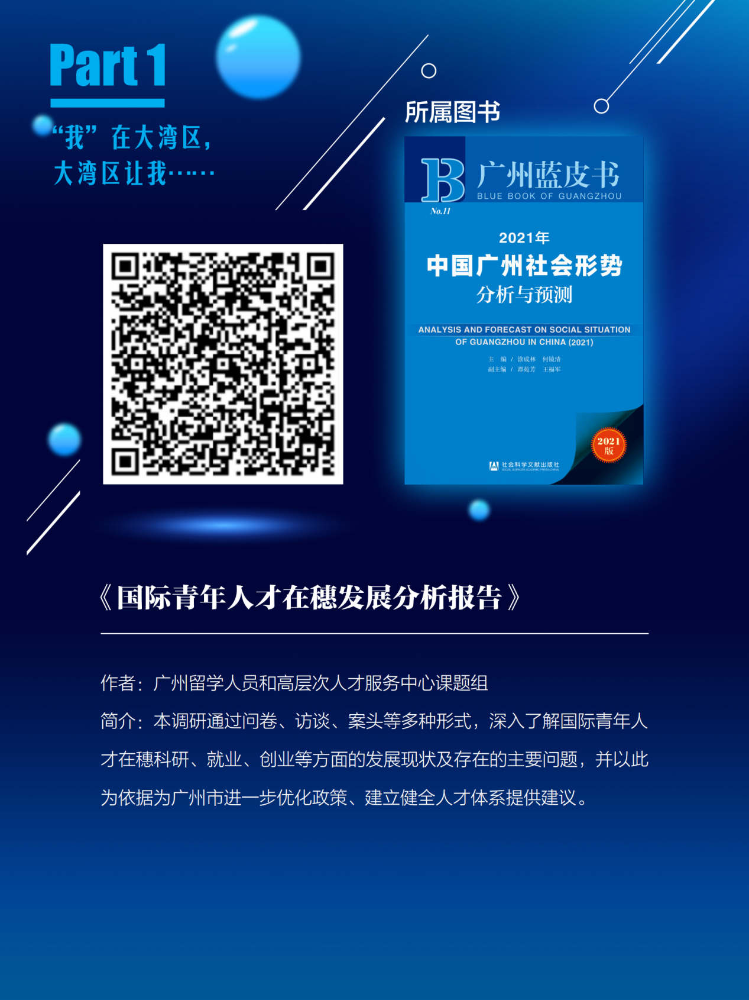 Part 1
“我”在大湾区，
大湾区让我……
所属图书
B 广州蓝皮书
BLUE BOOK OF GUANGZHOU
No.11
2021年
中国广州社会形势
分析与预测
ANALYSIS AND FORECAST ON SOCIAL SITUATION
OF GUANGZHOU IN CHINA (2021)
主 编 / 涂成林 何镜清
副主编 / 谭苑芳 王福军
2021
版
社会科学文献出版社
SOCIAL SCIENCES ACADEMIC PRESS (CHINA)
《国际青年人才在穗发展分析报告》
作者：广州留学人员和高层次人才服务中心课题组
简介：本调研通过问卷、访谈、案头等多种形式，深入了解国际青年人
才在穗科研、就业、创业等方面的发展现状及存在的主要问题，并以此
为依据为广州市进一步优化政策、建立健全人才体系提供建议。